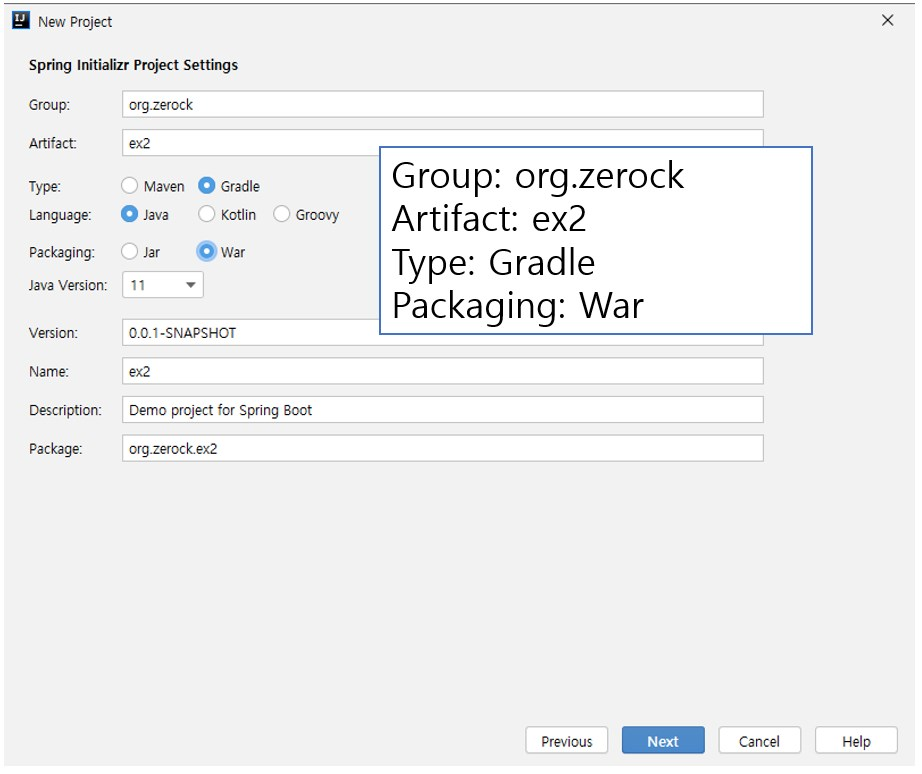 New Project
Spring Initializr Project Settings
Group: org.zerock
Artifact: ex2
Type: Maven Gradle
Language: Java Kotlin Groovy
Packaging: Jar War
Java Version: 11
Group: org.zerock
Artifact: ex2
Type: Gradle
Packaging: War
Version: 0.0.1-SNAPSHOT
Name: ex2
Description: Demo project for Spring Boot
Package: org.zerock.ex2
Previous Next Cancel Help